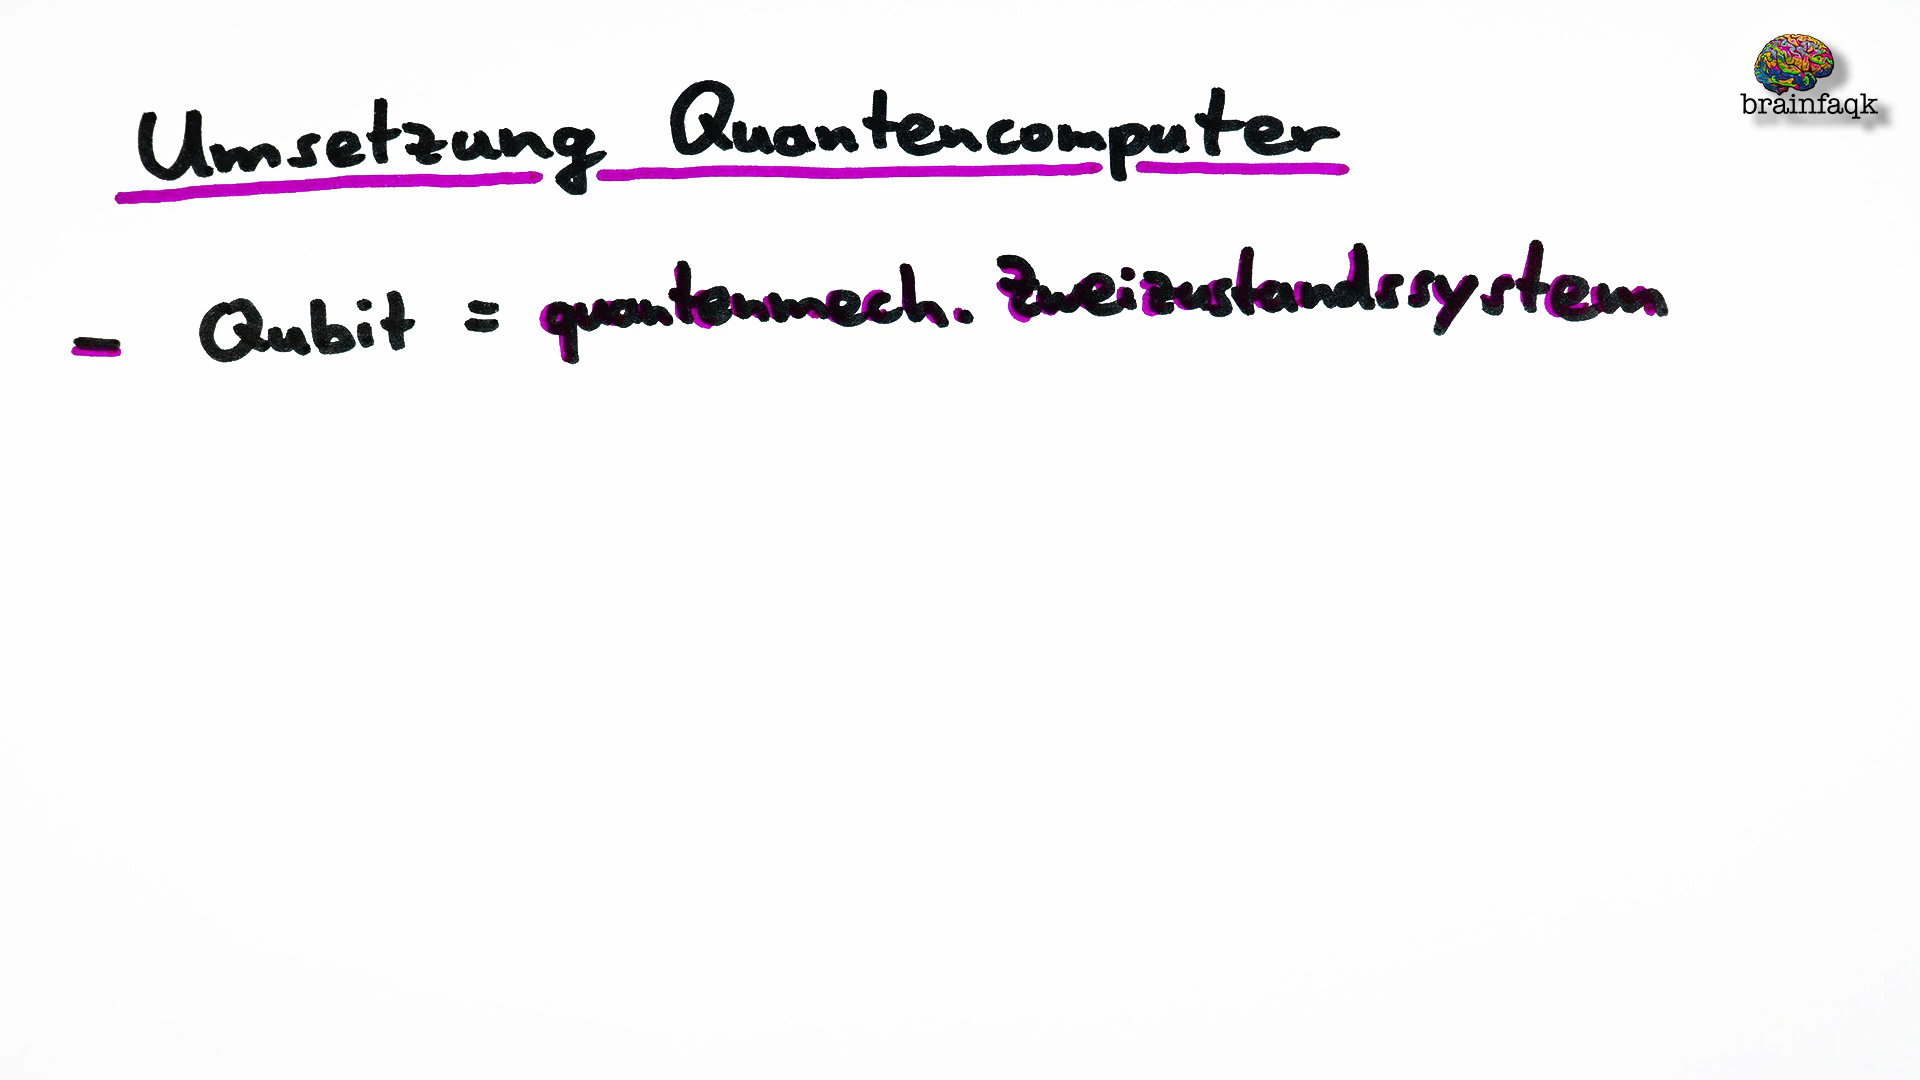 brainfaqk
Umsetzung Quantencomputer
- Qubit = quantenmech. Zweizustandssystem